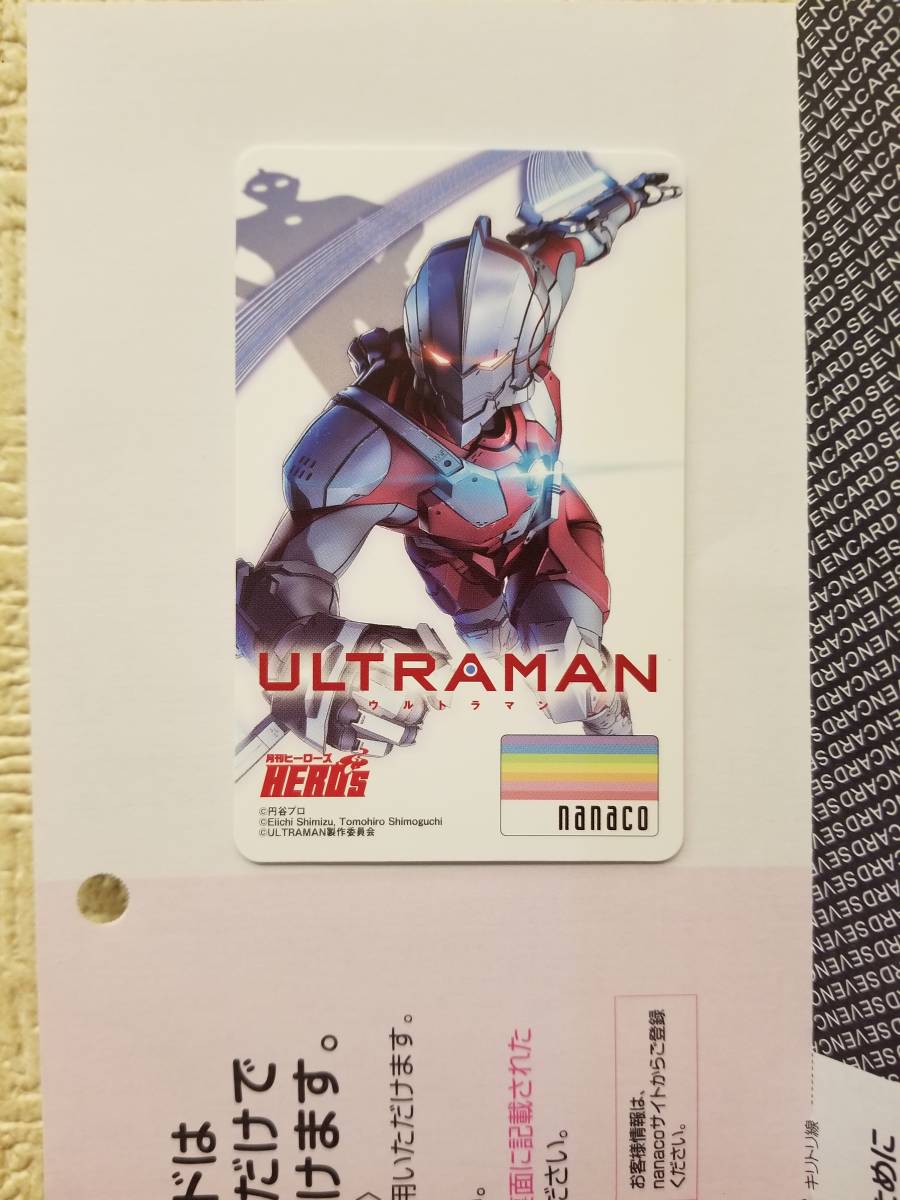 ULTRAMAN
ウルトラマン
月刊ヒーローズ
HERO's
nanaco
©円谷プロ
©Eiichi Shimizu, Tomohiro Shimoguchi
©ULTRAMAN製作委員会
ドは
だけで
けます。
用いただけます。
面に記載された
ださい。
す。
お客様情報は、
nanacoサイトからご登録
ください。
キリトリ線
ために
SEVENCARD SEVENCARD